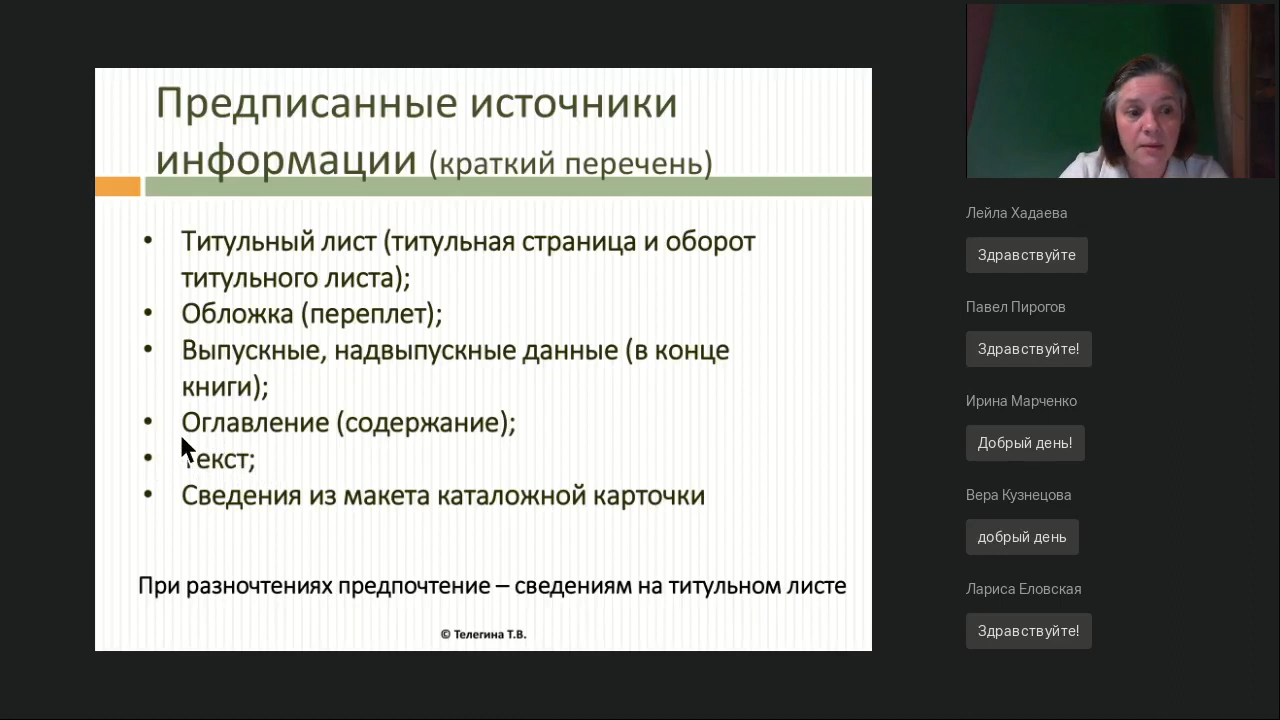 Предписанные источники
информации (краткий перечень)
• Титульный лист (титульная страница и оборот
титульного листа);
• Обложка (переплет);
• Выпускные, надвыпускные данные (в конце
книги);
• Оглавление (содержание);
• Текст;
• Сведения из макета каталожной карточки
При разночтениях предпочтение – сведениям на титульном листе
© Телегина Т.В.
Лейла Хадаева
Здравствуйте
Павел Пирогов
Здравствуйте!
Ирина Марченко
Добрый день!
Вера Кузнецова
добрый день
Лариса Еловская
Здравствуйте!